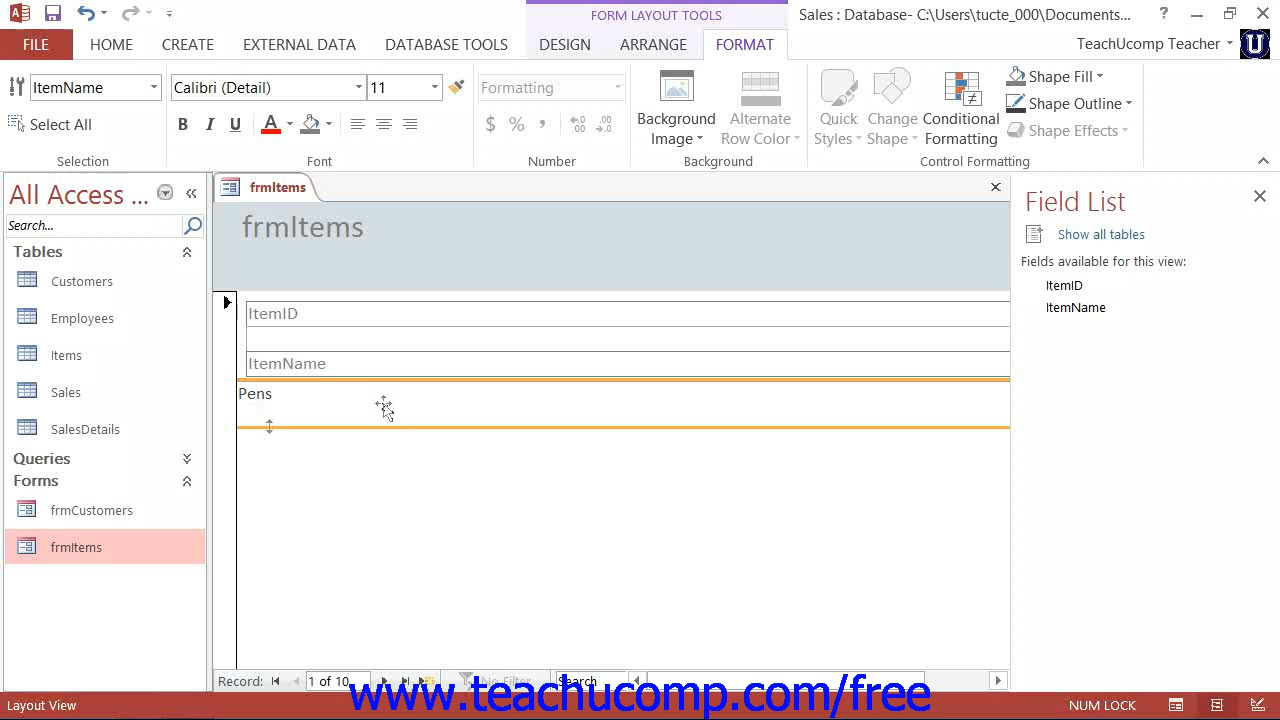 FORM LAYOUT TOOLS
Sales : Database- C:\Users\tucte_000\Documents...
?
FILE HOME CREATE EXTERNAL DATA DATABASE TOOLS DESIGN ARRANGE FORMAT TeachUcomp Teacher
ItemName
Select All
Selection
Calibri (Detail) 11
B I U A
Font
Formatting
$ % , .00
Number
Background Image
Alternate Row Color
Background
Quick Styles
Change Shape
Conditional Formatting
Shape Fill
Shape Outline
Shape Effects
Control Formatting
All Access ...
Search...
Tables
Customers
Employees
Items
Sales
SalesDetails
Queries
Forms
frmCustomers
frmItems
frmItems
frmItems
ItemID
ItemName
Pens
Field List
Show all tables
Fields available for this view:
ItemID
ItemName
Record: 1 of 10 No Filter Search
www.teachucomp.com/free
Layout View NUM LOCK